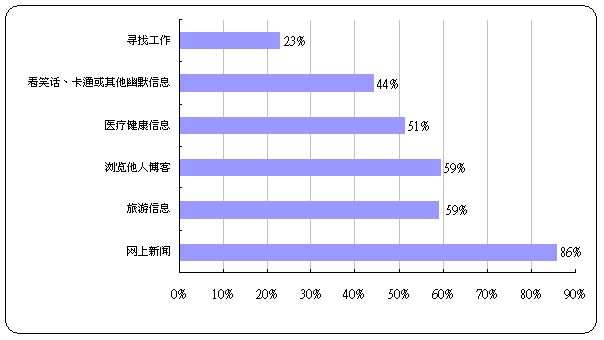 寻找工作 23%
看笑话、卡通或其他幽默信息 44%
医疗健康信息 51%
浏览他人博客 59%
旅游信息 59%
网上新闻 86%
0% 10% 20% 30% 40% 50% 60% 70% 80% 90%